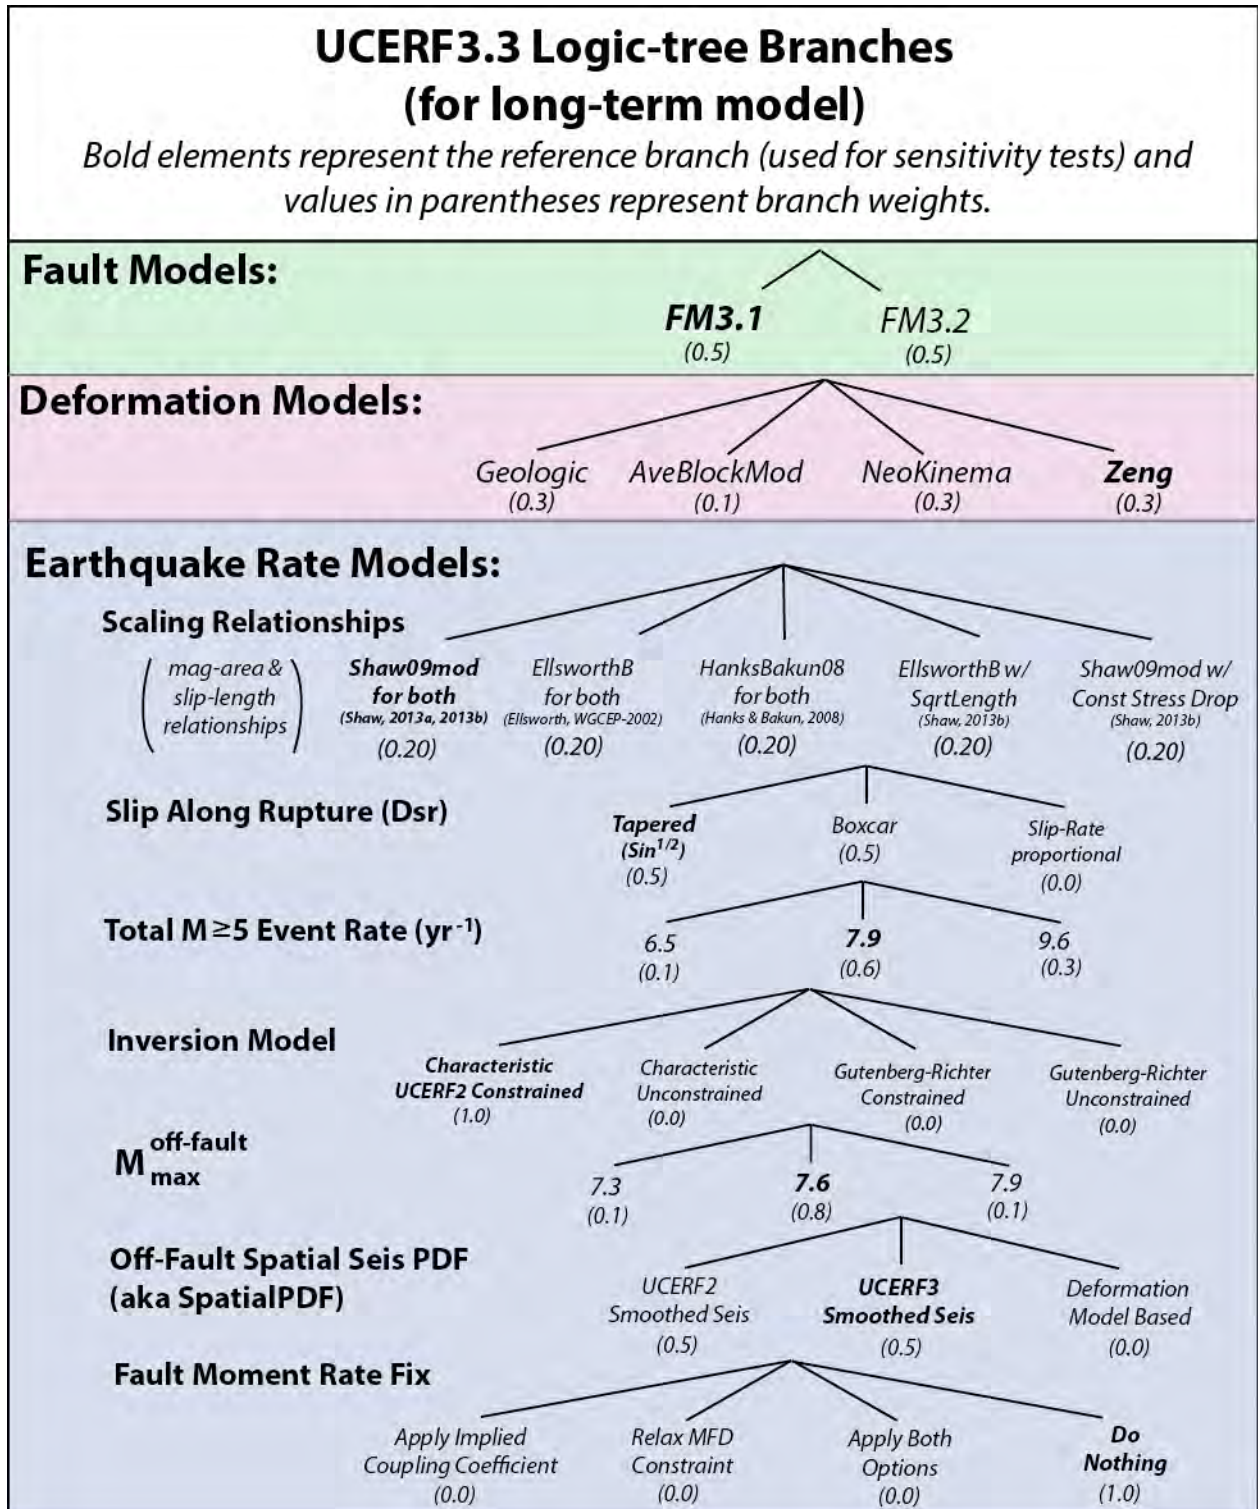 UCERF3.3 Logic-tree Branches
(for long-term model)
Bold elements represent the reference branch (used for sensitivity tests) and
values in parentheses represent branch weights.
Fault Models:
FM3.1
(0.5)
FM3.2
(0.5)
Deformation Models:
Geologic
(0.3)
AveBlockMod
(0.1)
NeoKinema
(0.3)
Zeng
(0.3)
Earthquake Rate Models:
Scaling Relationships
( mag-area &
slip-length
relationships )
Shaw09mod
for both
(Shaw, 2013a, 2013b)
(0.20)
EllsworthB
for both
(Ellsworth, WGCEP-2002)
(0.20)
HanksBakun08
for both
(Hanks & Bakun, 2008)
(0.20)
EllsworthB w/
SqrtLength
(Shaw, 2013b)
(0.20)
Shaw09mod w/
Const Stress Drop
(Shaw, 2013b)
(0.20)
Slip Along Rupture (Dsr)
Tapered
(Sin^1/2)
(0.5)
Boxcar
(0.5)
Slip-Rate
proportional
(0.0)
Total M ≥5 Event Rate (yr^-1)
6.5
(0.1)
7.9
(0.6)
9.6
(0.3)
Inversion Model
Characteristic
UCERF2 Constrained
(1.0)
Characteristic
Unconstrained
(0.0)
Gutenberg-Richter
Constrained
(0.0)
Gutenberg-Richter
Unconstrained
(0.0)
M off-fault
max
7.3
(0.1)
7.6
(0.8)
7.9
(0.1)
Off-Fault Spatial Seis PDF
(aka SpatialPDF)
UCERF2
Smoothed Seis
(0.5)
UCERF3
Smoothed Seis
(0.5)
Deformation
Model Based
(0.0)
Fault Moment Rate Fix
Apply Implied
Coupling Coefficient
(0.0)
Relax MFD
Constraint
(0.0)
Apply Both
Options
(0.0)
Do
Nothing
(1.0)